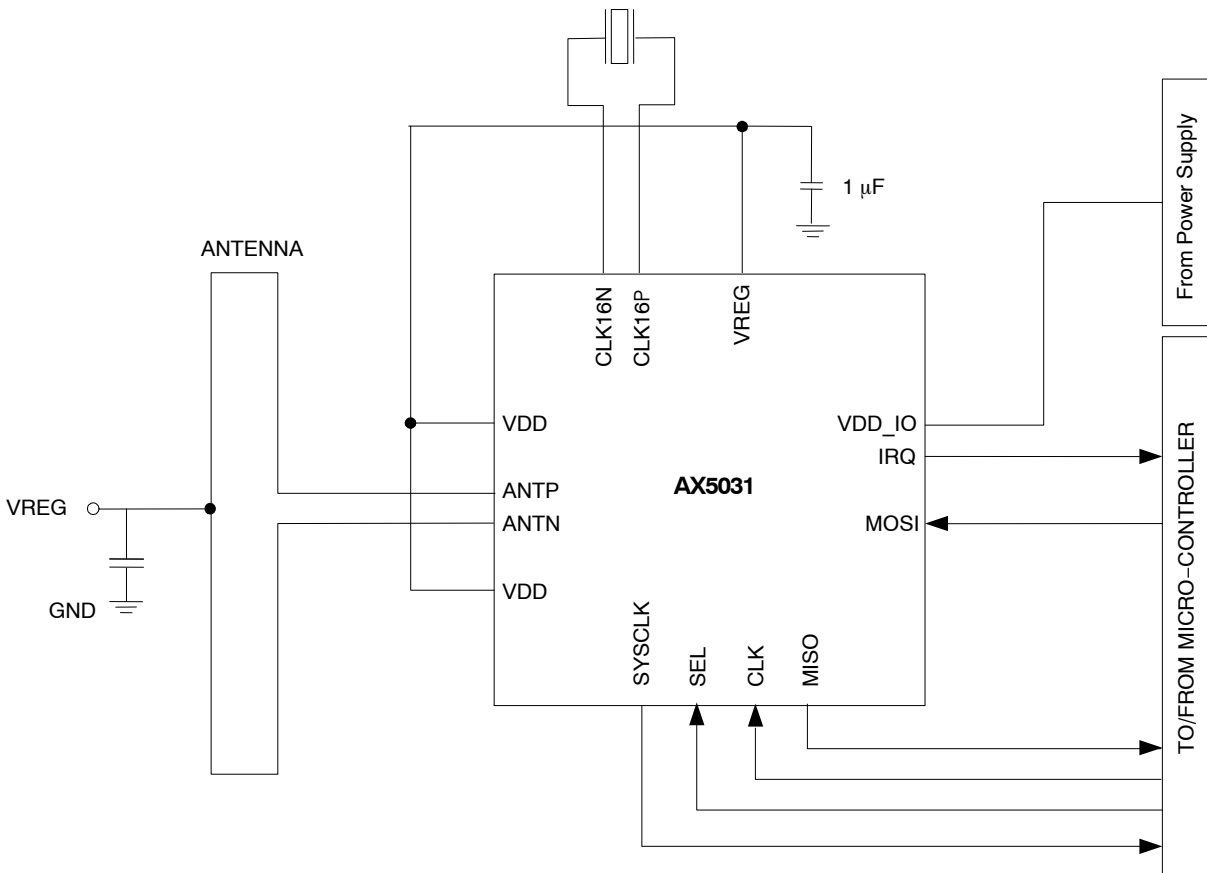 1 μF
From Power Supply
ANTENNA
CLK16N
CLK16P
VREG
VDD
VDD_IO
IRQ
ANTP
AX5031
VREG
ANTN
MOSI
VDD
GND
SYSCLK
SEL
CLK
MISO
TO/FROM MICRO−CONTROLLER